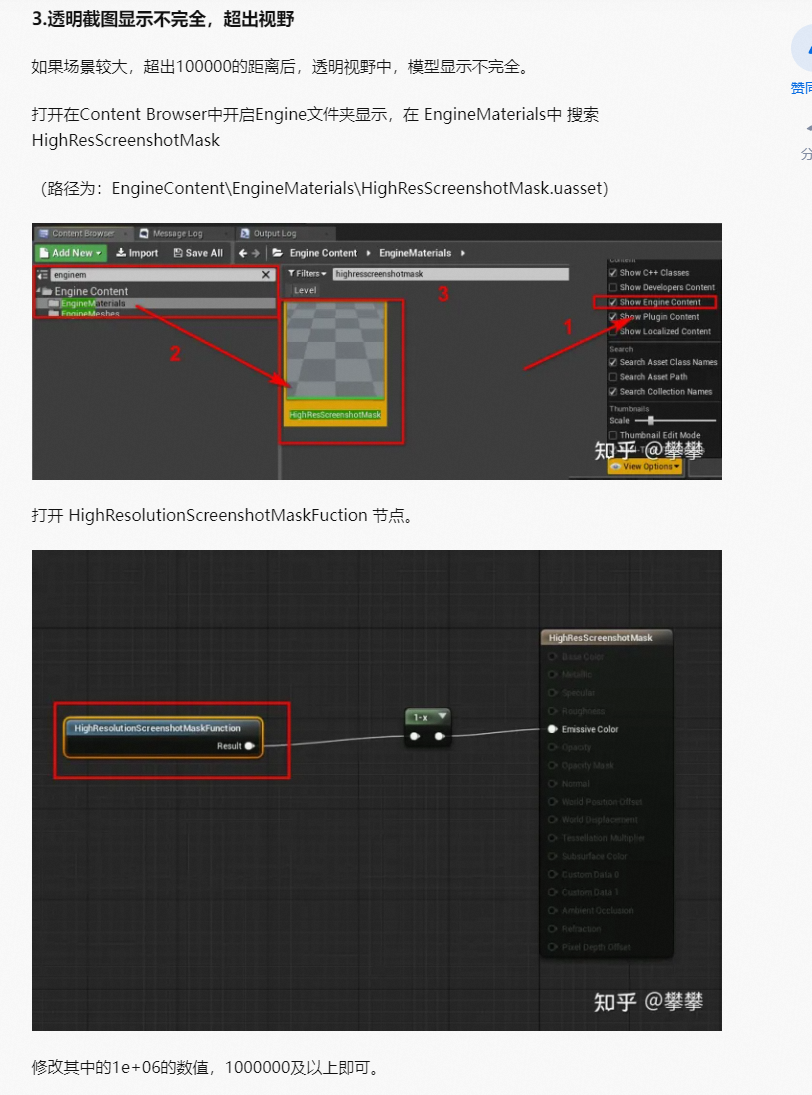 3.透明截图显示不完全，超出视野
赞同
如果场景较大，超出100000的距离后，透明视野中，模型显示不完全。
打开在Content Browser中开启Engine文件夹显示，在 EngineMaterials中 搜索
HighResScreenshotMask
（路径为：EngineContent\EngineMaterials\HighResScreenshotMask.uasset）
Content Browser
Message Log
Output Log
Add New
Import
Save All
Engine Content
EngineMaterials
enginem
Filters
highresscreenshotmask
Engine Content
EngineMaterials
EngineMeshes
Level
3
2
1
HighResScreenshotMask
Content
Show C++ Classes
Show Developers Content
Show Engine Content
Show Plugin Content
Show Localized Content
Search
Search Asset Class Names
Search Asset Path
Search Collection Names
Thumbnails
Scale
Thumbnail Edit Mode
View Options
知乎 @攀攀
打开 HighResolutionScreenshotMaskFuction 节点。
HighResolutionScreenshotMaskFunction
Result
1-x
HighResScreenshotMask
Base Color
Metallic
Specular
Roughness
Emissive Color
Opacity
Opacity Mask
Normal
World Position Offset
World Displacement
Tessellation Multiplier
Subsurface Color
Custom Data 0
Custom Data 1
Ambient Occlusion
Refraction
Pixel Depth Offset
知乎 @攀攀
修改其中的1e+06的数值，1000000及以上即可。